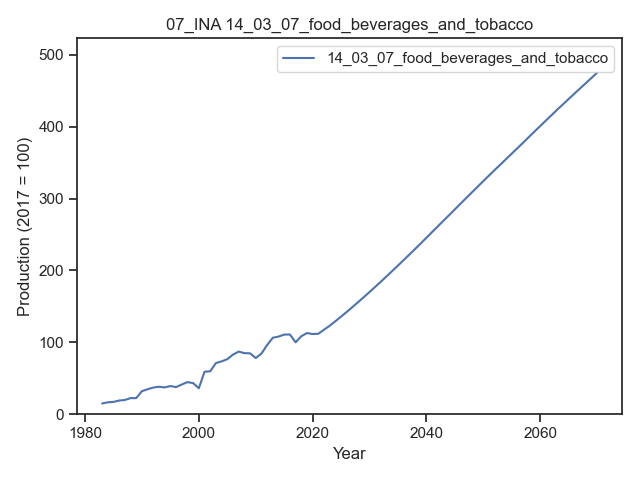 07_INA 14_03_07_food_beverages_and_tobacco
14_03_07_food_beverages_and_tobacco
Production (2017 = 100)
500
400
300
200
100
0
1980
2000
2020
2040
2060
Year